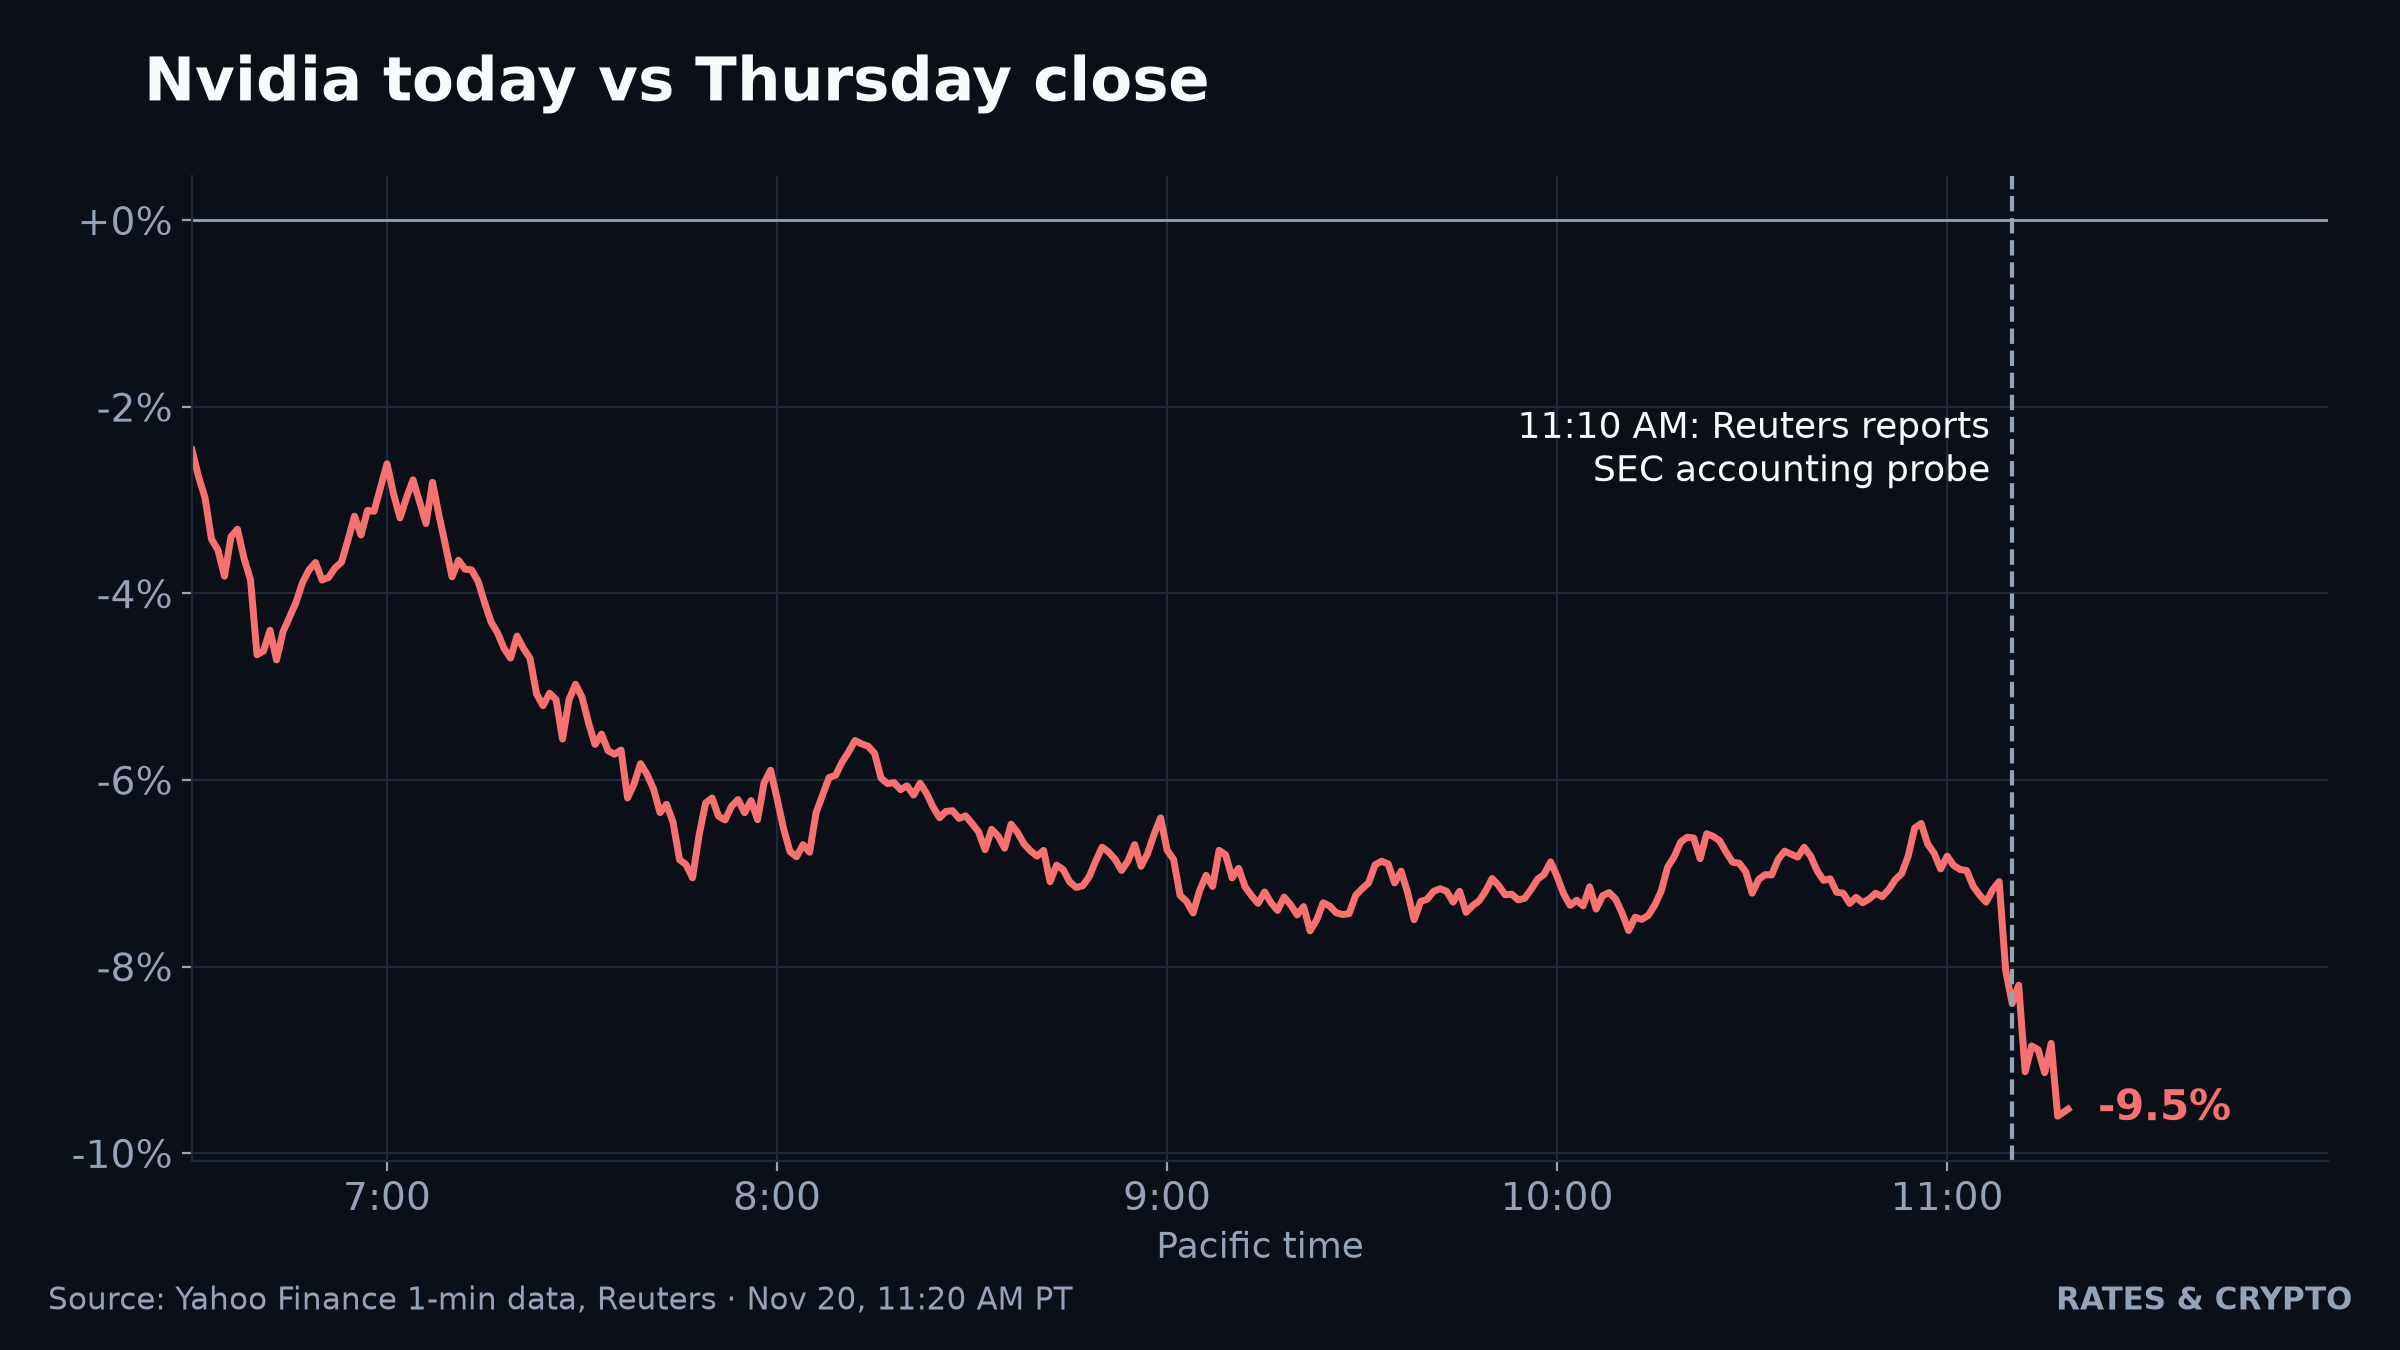 Nvidia today vs Thursday close
+0%
-2%
11:10 AM: Reuters reports
SEC accounting probe
-4%
-6%
-8%
-9.5%
-10%
7:00
8:00
9:00
10:00
11:00
Pacific time
Source: Yahoo Finance 1-min data, Reuters · Nov 20, 11:20 AM PT
RATES & CRYPTO